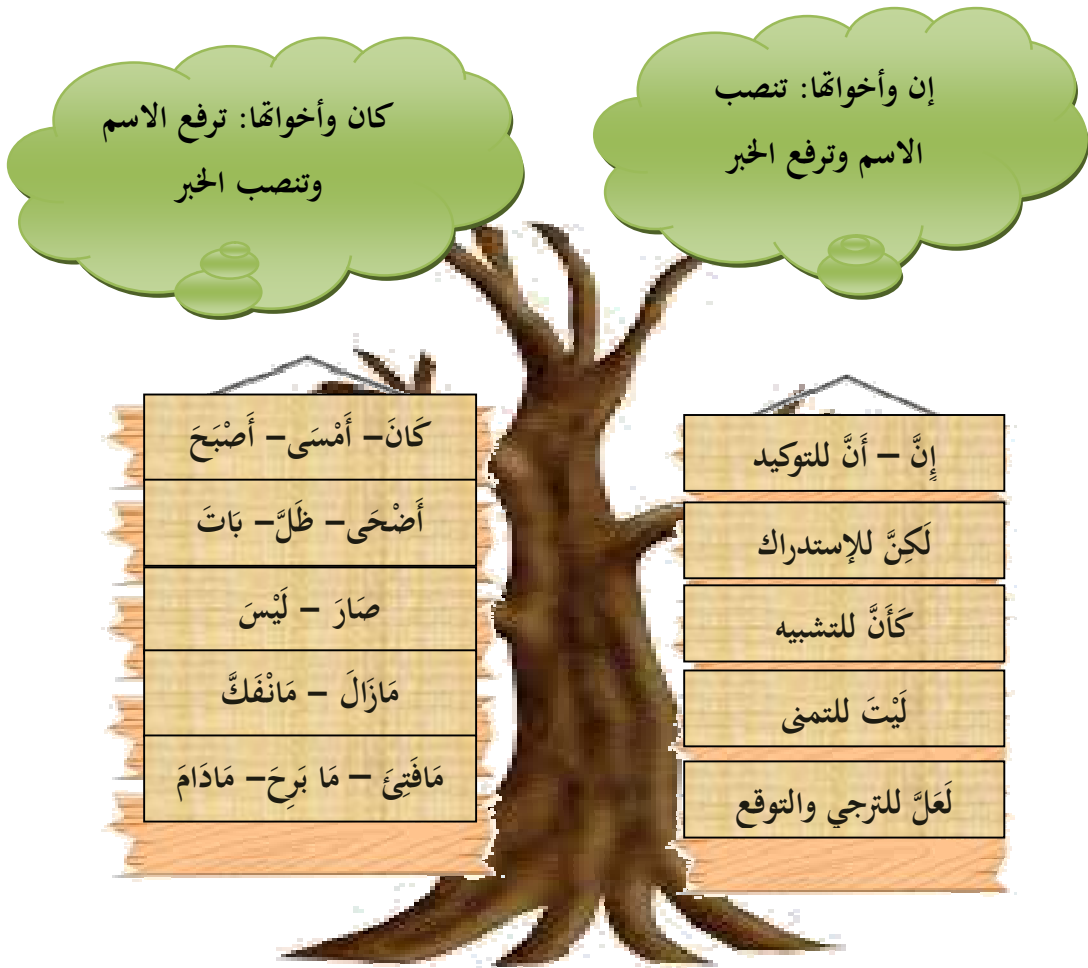 إن وأخواتها: تنصب
الاسم وترفع الخبر
إِنَّ – أَنَّ للتوكيد
لَكِنَّ للإستدراك
كَأَنَّ للتشبيه
لَيْتَ للتمنى
لَعَلَّ للترجي والتوقع
كان وأخواتها: ترفع الاسم
وتنصب الخبر
كَانَ– أَمْسَى– أَصْبَحَ
أَضْحَى– ظَلَّ– بَاتَ
صَارَ – لَيْسَ
مَازَالَ – مَانْفَكَّ
مَافَتِئَ – مَا بَرِحَ– مَادَامَ